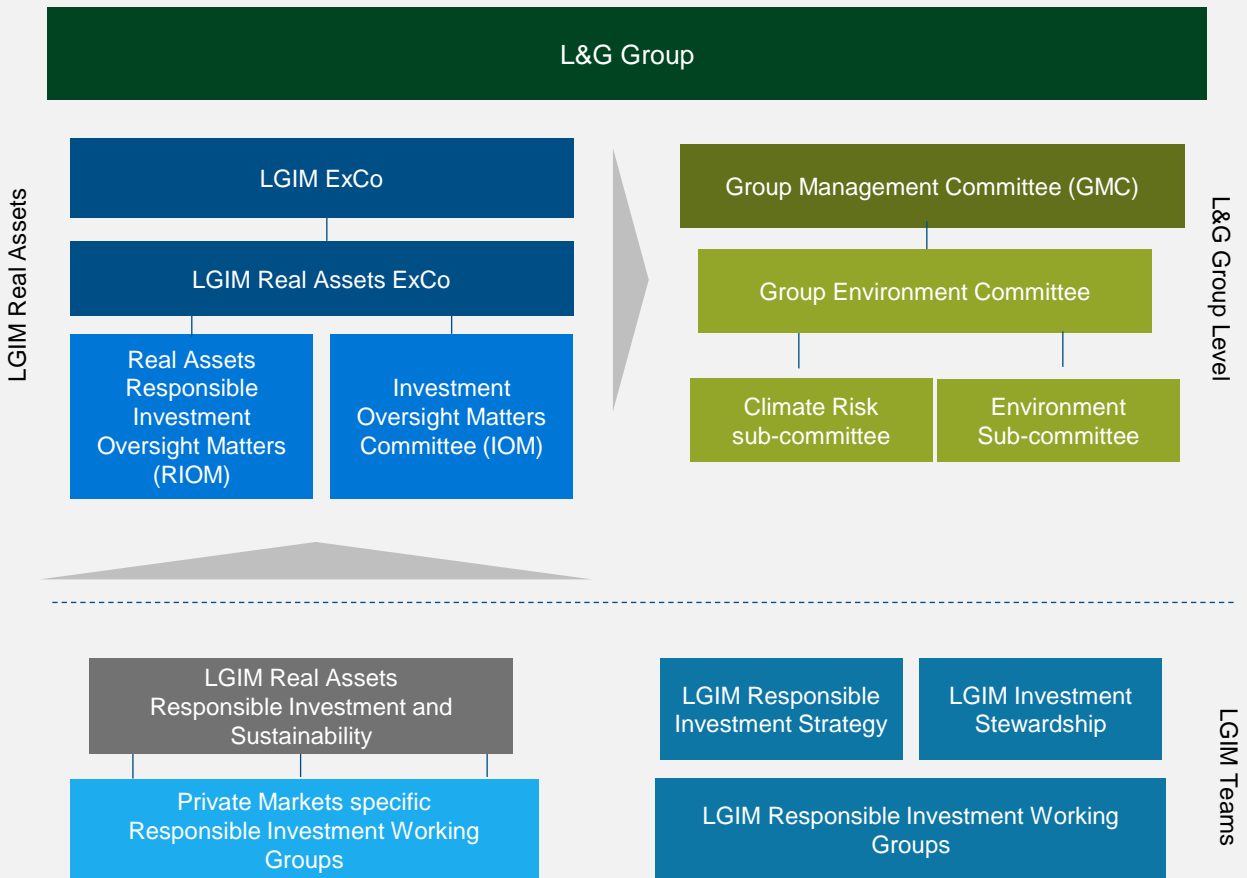 L&G Group
LGIM Real Assets
LGIM ExCo
LGIM Real Assets ExCo
Real Assets
Responsible
Investment
Oversight Matters
(RIOM)
Investment
Oversight Matters
Committee (IOM)
Group Management Committee (GMC)
Group Environment Committee
Climate Risk
sub-committee
Environment
Sub-committee
L&G Group Level
LGIM Real Assets
Responsible Investment and
Sustainability
Private Markets specific
Responsible Investment Working
Groups
LGIM Responsible
Investment Strategy
LGIM Investment
Stewardship
LGIM Responsible Investment Working
Groups
LGIM Teams